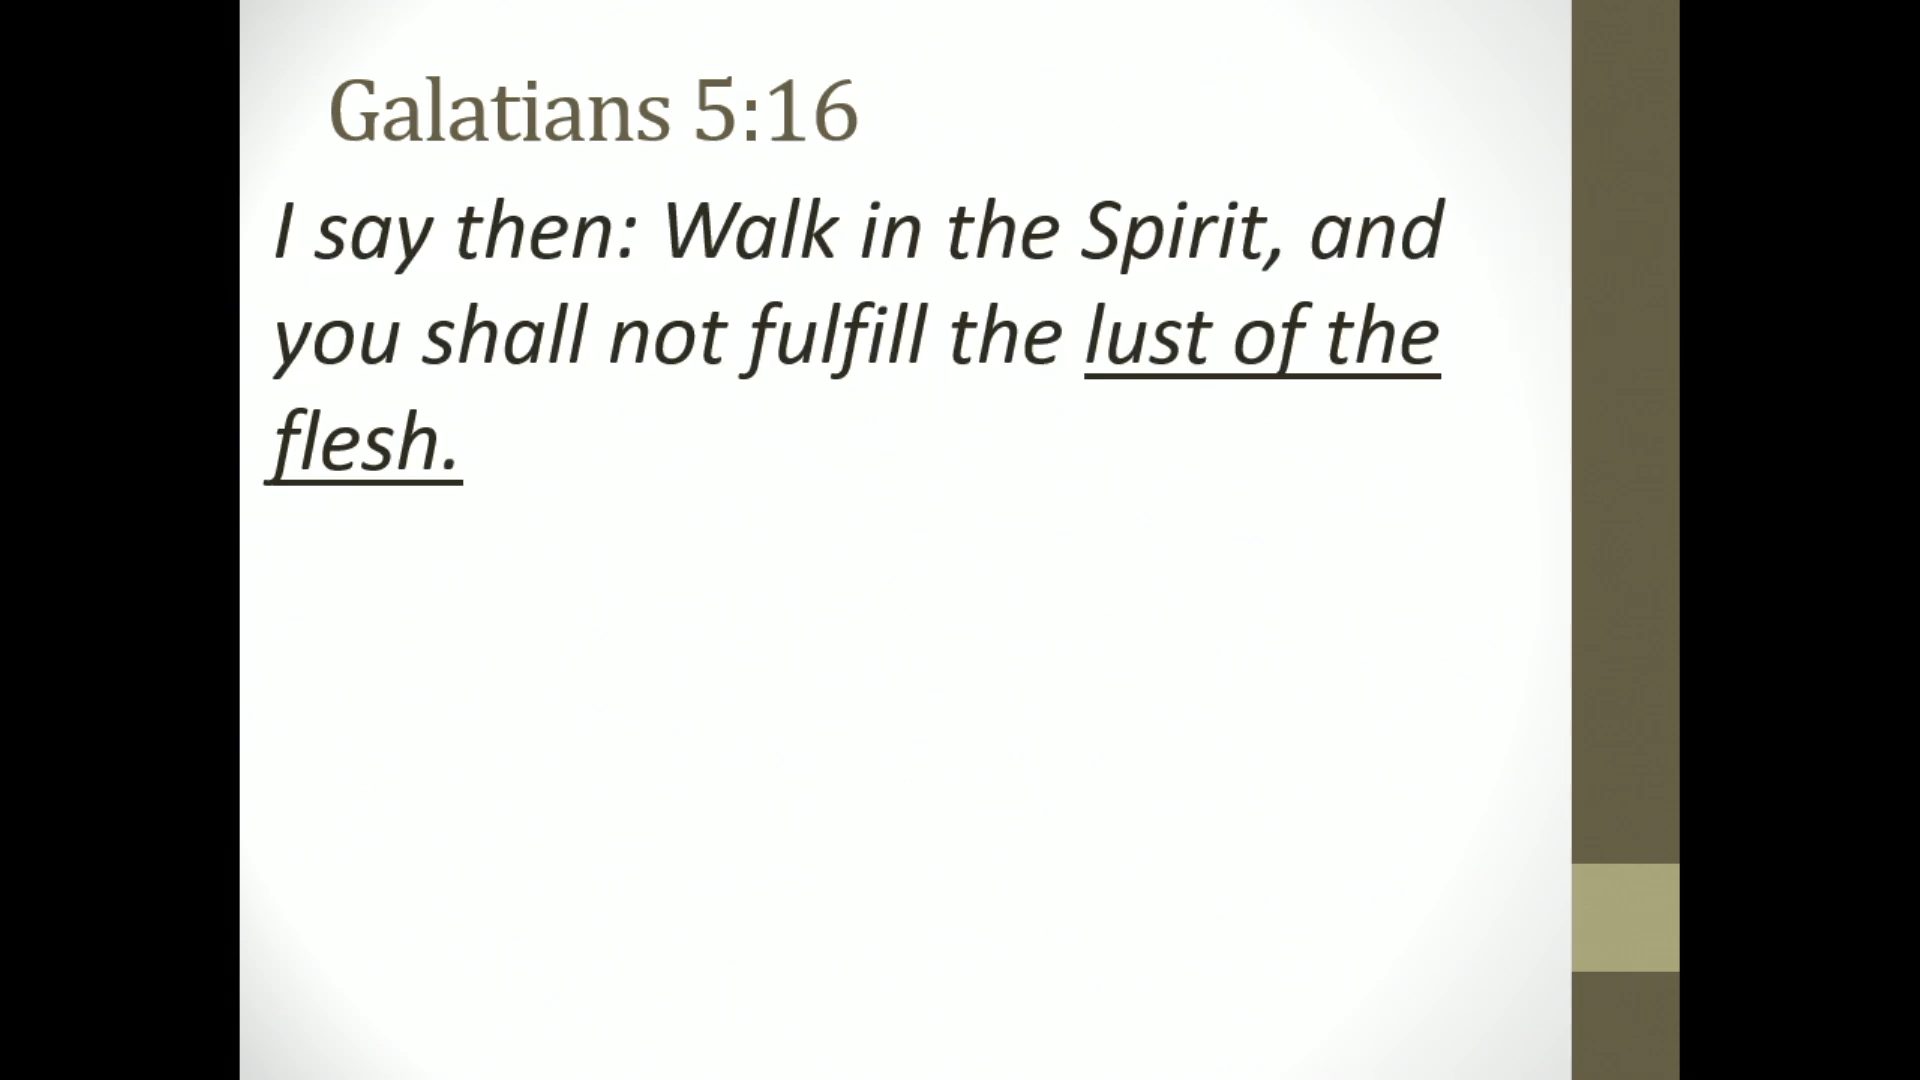 Galatians 5:16
I say then: Walk in the Spirit, and
you shall not fulfill the lust of the
flesh.